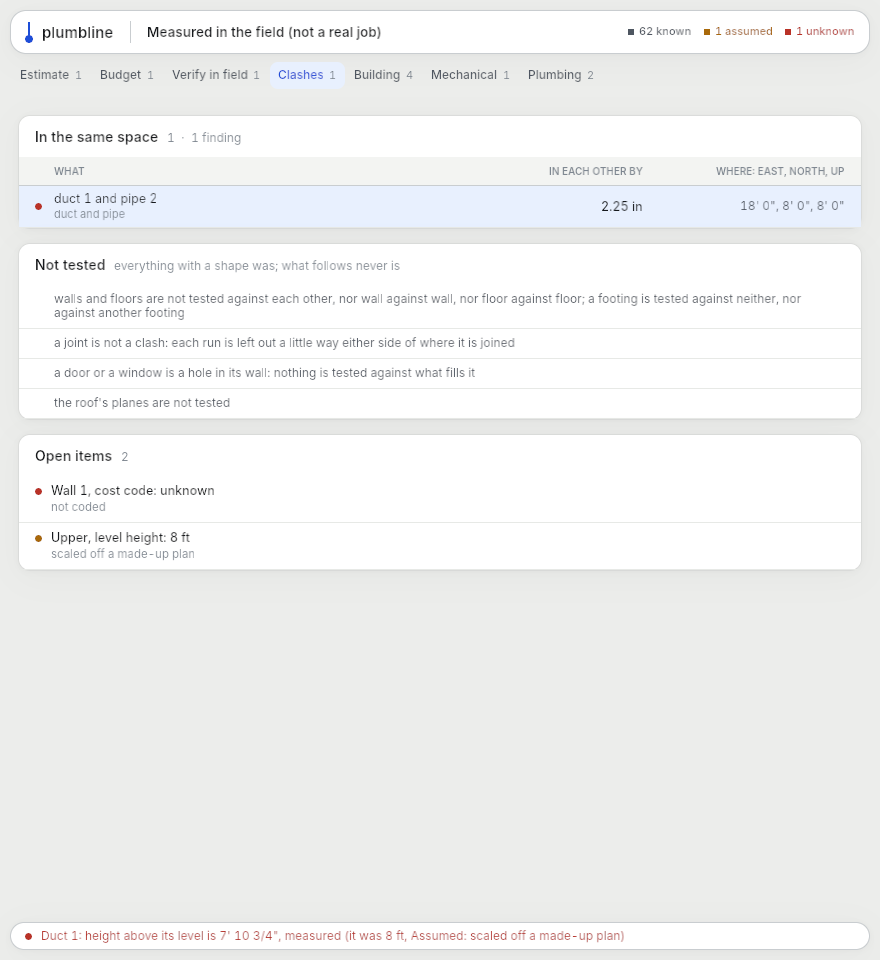 plumbline
Measured in the field (not a real job)
62 known
1 assumed
1 unknown
Estimate 1
Budget 1
Verify in field 1
Clashes 1
Building 4
Mechanical 1
Plumbing 2
In the same space 1 · 1 finding
WHAT
IN EACH OTHER BY
WHERE: EAST, NORTH, UP
duct 1 and pipe 2
duct and pipe
2.25 in
18' 0", 8' 0", 8' 0"
Not tested everything with a shape was; what follows never is
walls and floors are not tested against each other, nor wall against wall, nor floor against floor; a footing is tested against neither, nor
against another footing
a joint is not a clash: each run is left out a little way either side of where it is joined
a door or a window is a hole in its wall: nothing is tested against what fills it
the roof's planes are not tested
Open items 2
Wall 1, cost code: unknown
not coded
Upper, level height: 8 ft
scaled off a made-up plan
Duct 1: height above its level is 7' 10 3/4", measured (it was 8 ft, Assumed: scaled off a made-up plan)